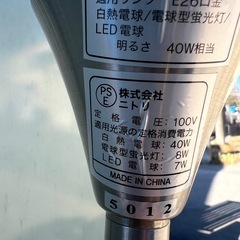 適用ランプ E26口金
白熱電球/電球型蛍光灯/
LED電球
明るさ 40W相当
PS
E
株式会社
ニトリ
定格電圧：100V
適用光源の定格消費電力
白熱電球：40W
電球型蛍光灯：8W
LED電球：7W
MADE IN CHINA
5012